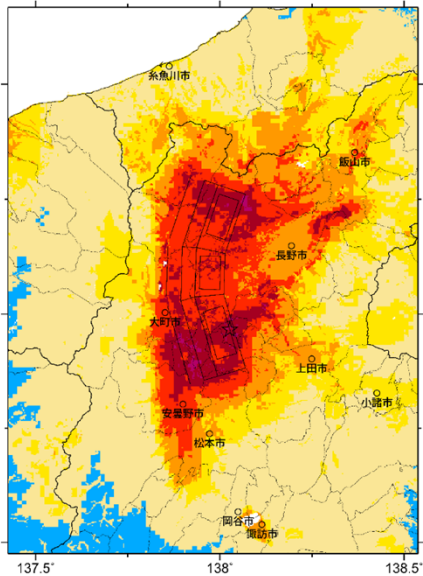 糸魚川市
飯山市
長野市
大町市
上田市
小諸市
安曇野市
松本市
岡谷市
諏訪市
137.5˚
138˚
138.5˚